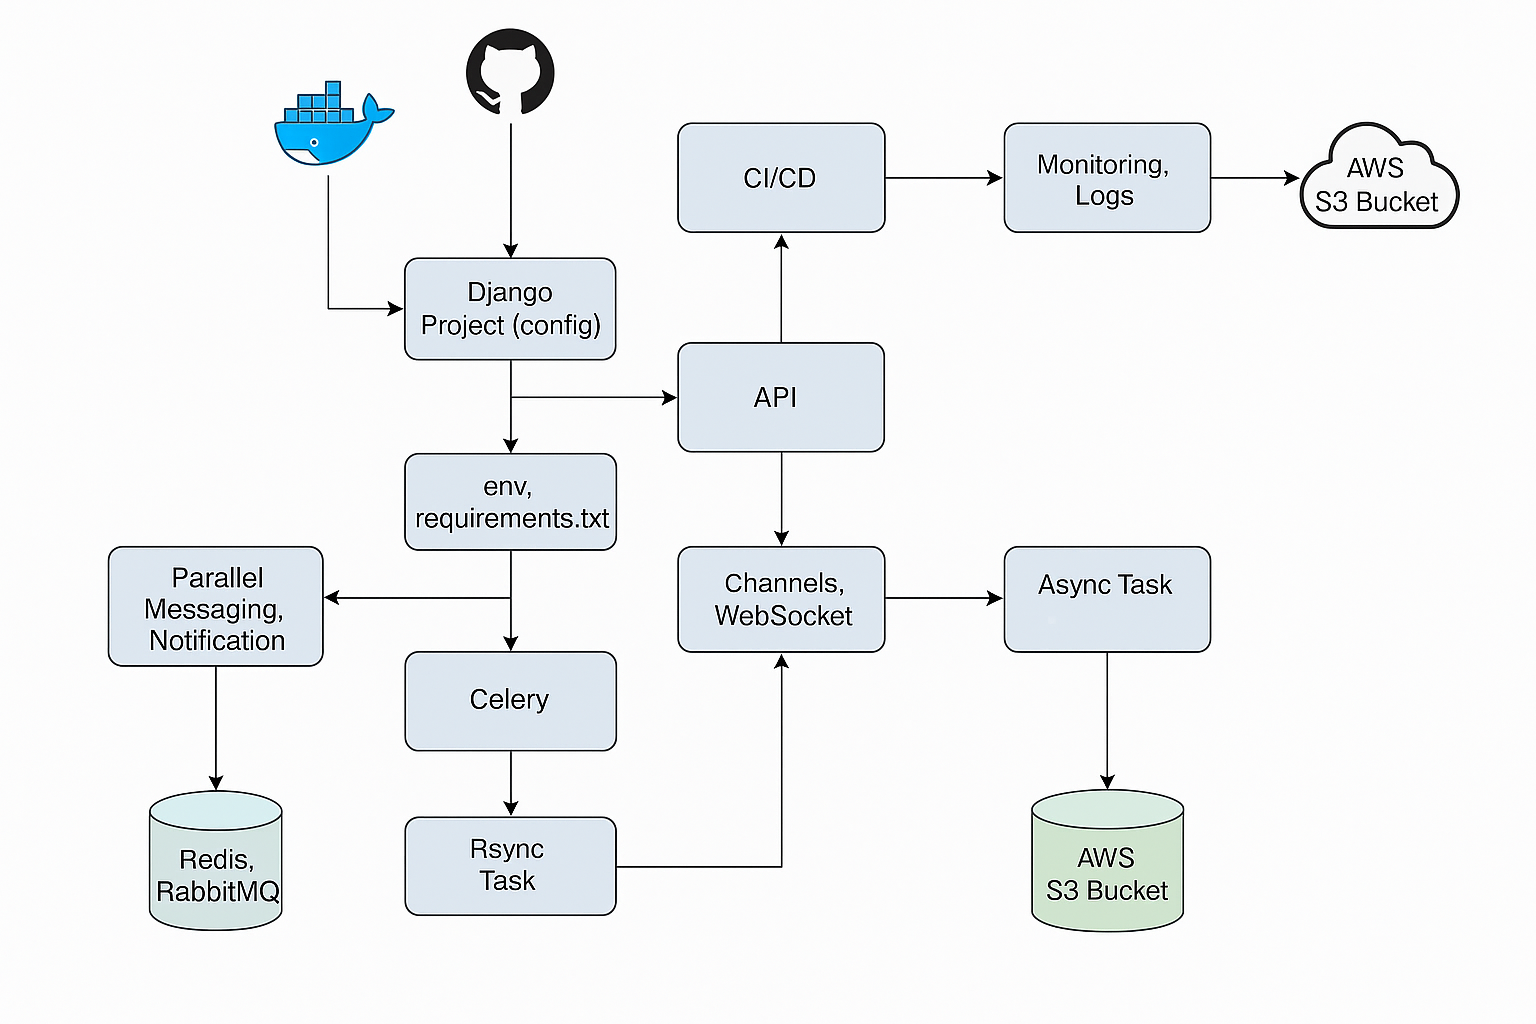 CI/CD
Monitoring,
Logs
AWS
S3 Bucket
Django
Project (config)
API
env,
requirements.txt
Parallel
Messaging,
Notification
Channels,
WebSocket
Async Task
Celery
Redis,
RabbitMQ
Rsync
Task
AWS
S3 Bucket